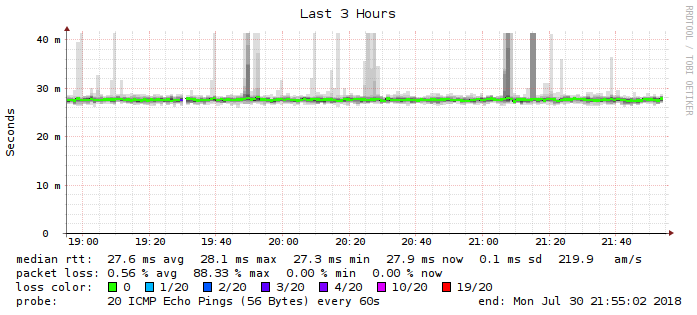 Last 3 Hours
RRDTOOL / TOBI OETIKER
Seconds
40 m
30 m
20 m
10 m
0
19:00 19:20 19:40 20:00 20:20 20:40 21:00 21:20 21:40
median rtt: 27.6 ms avg 28.1 ms max 27.3 ms min 27.9 ms now 0.1 ms sd 219.9 am/s
packet loss: 0.56 % avg 88.33 % max 0.00 % min 0.00 % now
loss color: 0 1/20 2/20 3/20 4/20 10/20 19/20
probe: 20 ICMP Echo Pings (56 Bytes) every 60s end: Mon Jul 30 21:55:02 2018